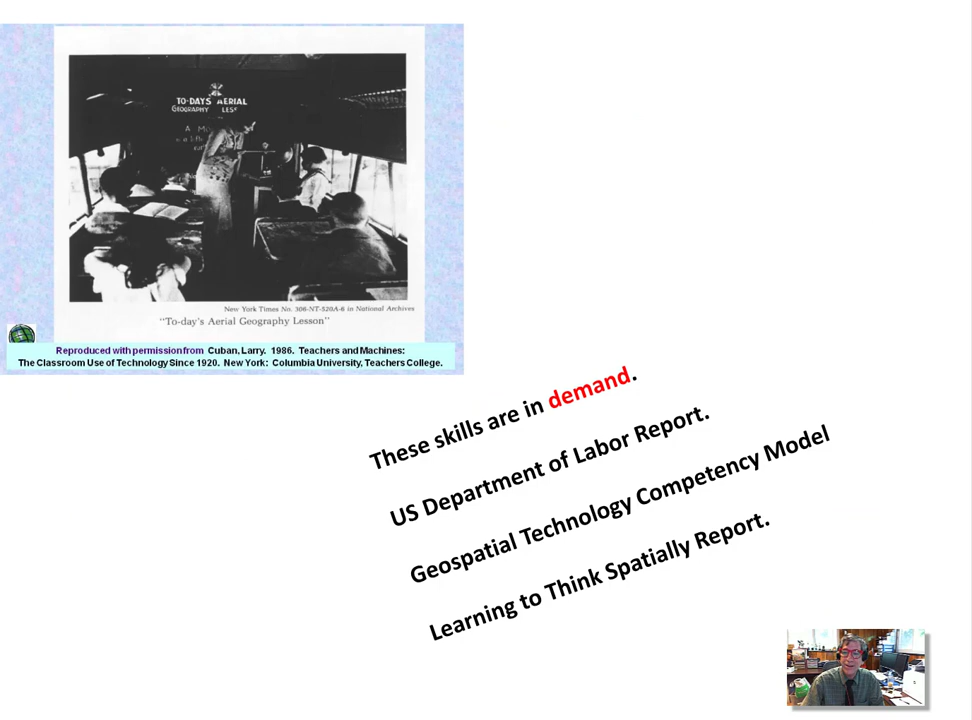 TO-DAYS AERIAL
GEOGRAPHY LESS
A MO
New York Times No. 306-NT-520A-6 in National Archives
"To-day's Aerial Geography Lesson"
Reproduced with permission from Cuban, Larry. 1986. Teachers and Machines:
The Classroom Use of Technology Since 1920. New York: Columbia University, Teachers College.
These skills are in demand.
US Department of Labor Report.
Geospatial Technology Competency Model
Learning to Think Spatially Report.